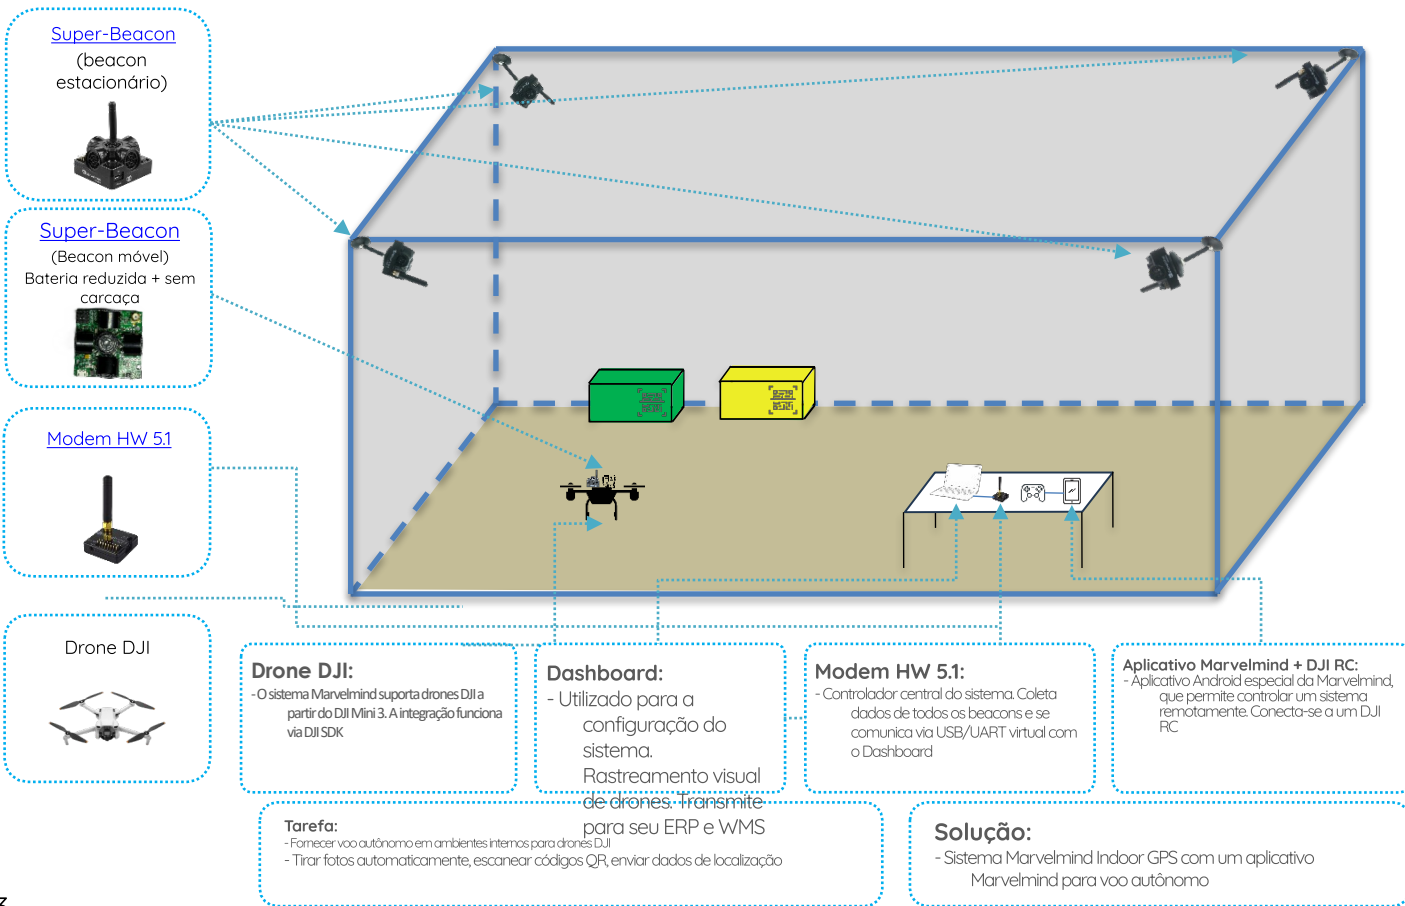 Super-Beacon
(beacon
estacionário)
Super-Beacon
(Beacon móvel)
Bateria reduzida + sem
carcaça
Modem HW 5.1
Drone DJI
Drone DJI:
- O sistema Marvelmind suporta drones DJI a
partir do DJI Mini 3. A integração funciona
via DJI SDK
Dashboard:
- Utilizado para a
configuração do
sistema.
Rastreamento visual
de drones. Transmite
para seu ERP e WMS
Modem HW 5.1:
- Controlador central do sistema. Coleta
dados de todos os beacons e se
comunica via USB/UART virtual com
o Dashboard
Aplicativo Marvelmind + DJI RC:
- Aplicativo Android especial da Marvelmind,
que permite controlar um sistema
remotamente. Conecta-se a um DJI
RC
Tarefa:
- Fornecer voo autônomo em ambientes internos para drones DJI
- Tirar fotos automaticamente, escanear códigos QR, enviar dados de localização
Solução:
- Sistema Marvelmind Indoor GPS com um aplicativo
Marvelmind para voo autônomo